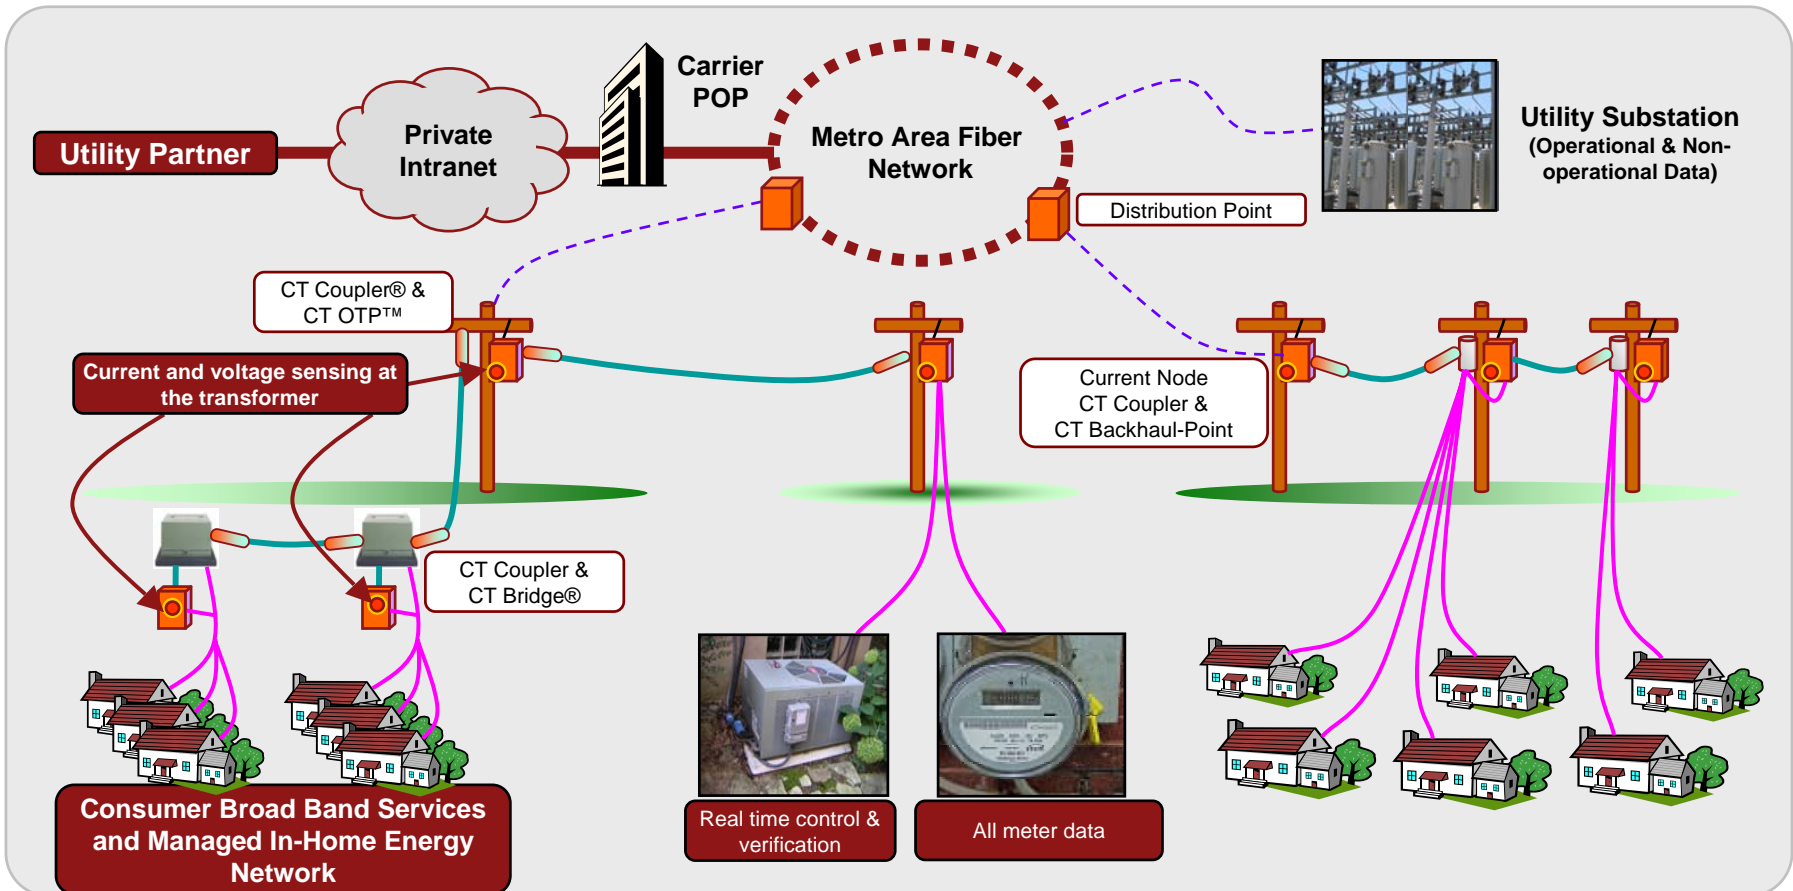 Carrier
POP
Utility Partner
Private
Intranet
Metro Area Fiber
Network
Utility Substation
(Operational & Non-
operational Data)
Distribution Point
CT Coupler® &
CT OTP™
Current and voltage sensing at
the transformer
Current Node
CT Coupler &
CT Backhaul-Point
CT Coupler &
CT Bridge®
Consumer Broad Band Services
and Managed In-Home Energy
Network
Real time control &
verification
All meter data